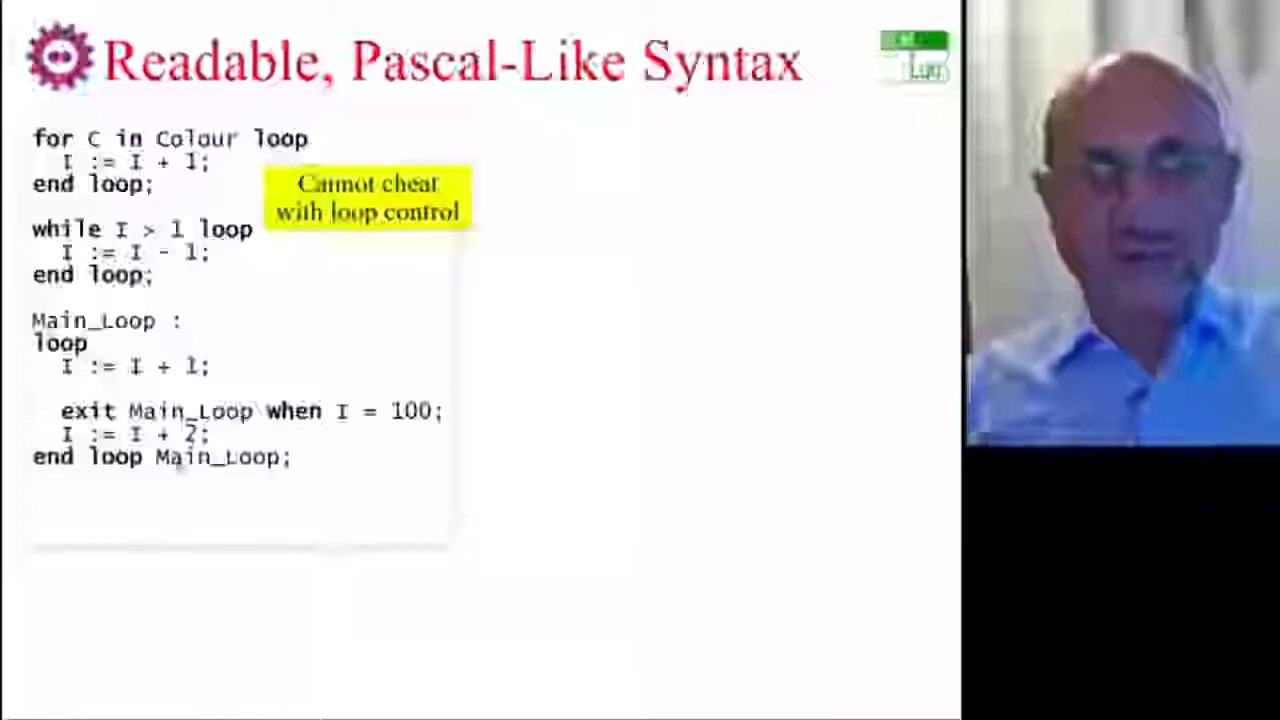 Readable, Pascal-Like Syntax
for C in Colour loop
I := I + 1;
end loop;
Cannot cheat
with loop control
while I > 1 loop
I := I - 1;
end loop;
Main_Loop :
loop
I := I + 1;
exit Main_Loop when I = 100;
I := I + 2;
end loop Main_Loop;